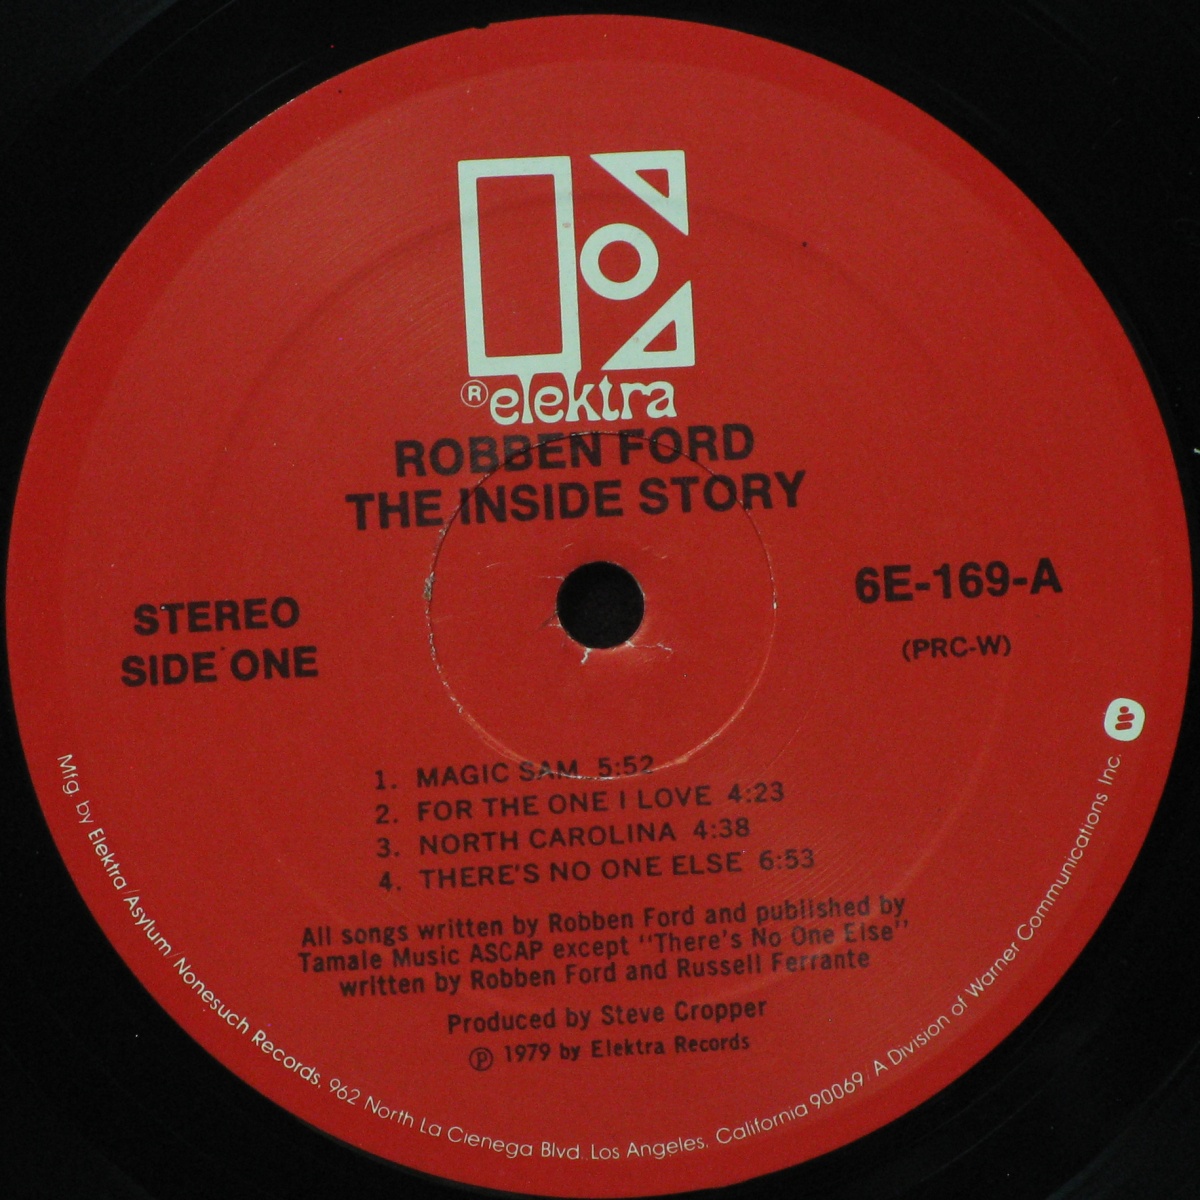 ® elektra
ROBBEN FORD
THE INSIDE STORY
STEREO
SIDE ONE
6E-169-A
(PRC-W)
1. MAGIC SAM 5:52
2. FOR THE ONE I LOVE 4:23
3. NORTH CAROLINA 4:38
4. THERE'S NO ONE ELSE 6:53
All songs written by Robben Ford and published by
Tamale Music ASCAP except "There's No One Else"
written by Robben Ford and Russell Ferrante
Produced by Steve Cropper
℗ 1979 by Elektra Records
Mfg. by Elektra/Asylum/Nonesuch Records, 962 North La Cienega Blvd. Los Angeles, California 90069 / A Division of Warner Communications Inc.